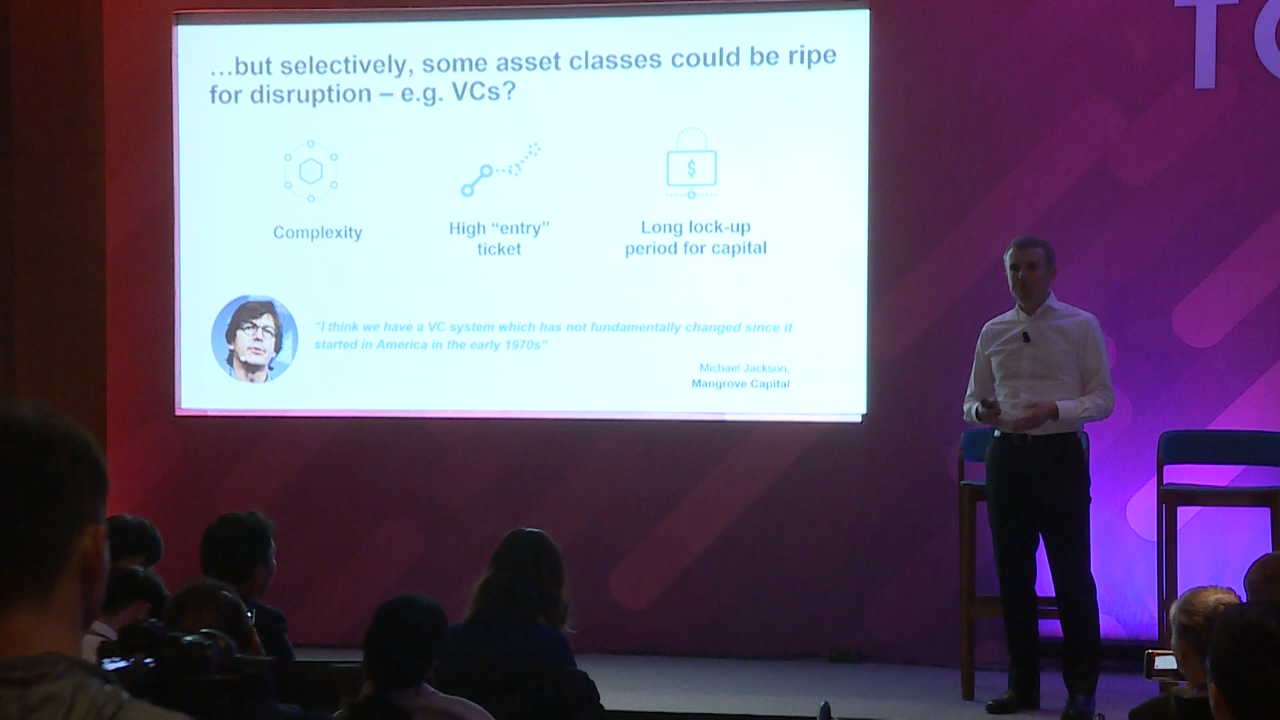 …but selectively, some asset classes could be ripe
for disruption – e.g. VCs?
Complexity
High “entry”
ticket
Long lock-up
period for capital
$
"I think we have a VC system which has not fundamentally changed since it
started in America in the early 1970s"
Michael Jackson,
Mangrove Capital